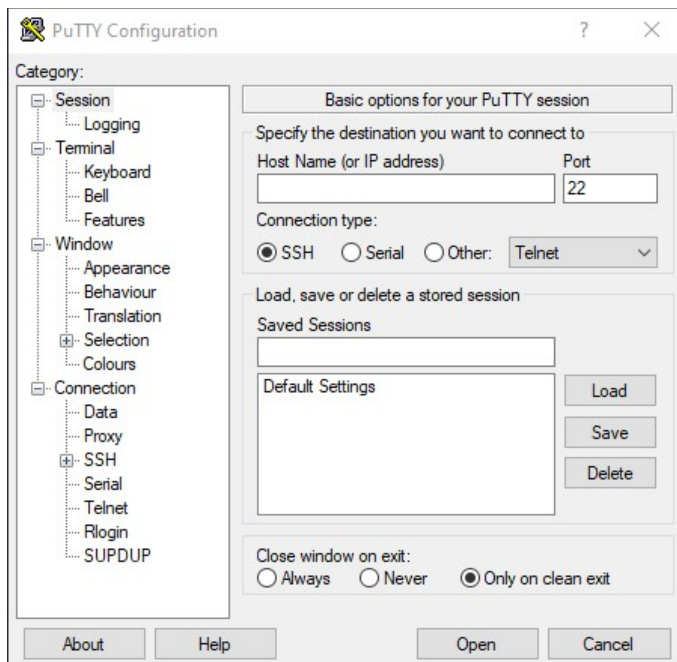 PuTTY Configuration
Category:
Session
Logging
Terminal
Keyboard
Bell
Features
Window
Appearance
Behaviour
Translation
Selection
Colours
Connection
Data
Proxy
SSH
Serial
Telnet
Rlogin
SUPDUP
Basic options for your PuTTY session
Specify the destination you want to connect to
Host Name (or IP address) Port
22
Connection type:
SSH Serial Other: Telnet
Load, save or delete a stored session
Saved Sessions
Default Settings
Load
Save
Delete
Close window on exit:
Always Never Only on clean exit
About Help Open Cancel